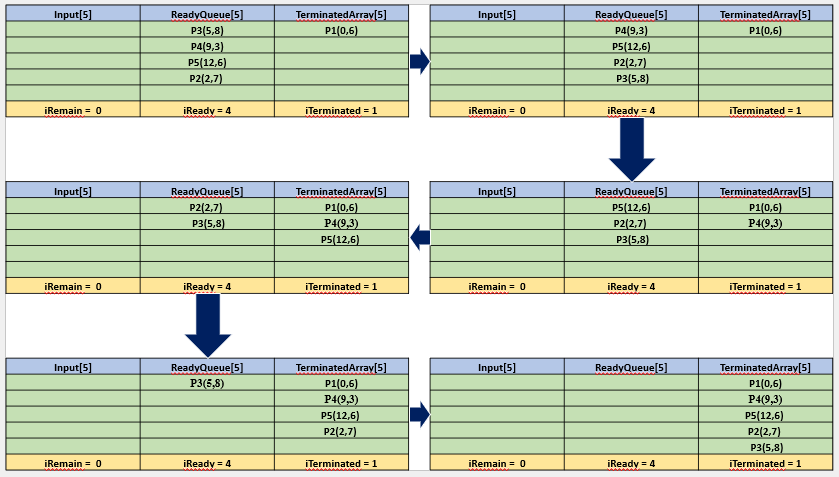 Input[5] ReadyQueue[5] TerminatedArray[5]
P3(5,8) P1(0,6)
P4(9,3)
P5(12,6)
P2(2,7)
iRemain = 0 iReady = 4 iTerminated = 1
Input[5] ReadyQueue[5] TerminatedArray[5]
P4(9,3) P1(0,6)
P5(12,6)
P2(2,7)
P3(5,8)
iRemain = 0 iReady = 4 iTerminated = 1
Input[5] ReadyQueue[5] TerminatedArray[5]
P2(2,7) P1(0,6)
P3(5,8) P4(9,3)
P5(12,6)
iRemain = 0 iReady = 4 iTerminated = 1
Input[5] ReadyQueue[5] TerminatedArray[5]
P5(12,6) P1(0,6)
P2(2,7) P4(9,3)
P3(5,8)
iRemain = 0 iReady = 4 iTerminated = 1
Input[5] ReadyQueue[5] TerminatedArray[5]
P3(5,8) P1(0,6)
P4(9,3)
P5(12,6)
P2(2,7)
iRemain = 0 iReady = 4 iTerminated = 1
Input[5] ReadyQueue[5] TerminatedArray[5]
P1(0,6)
P4(9,3)
P5(12,6)
P2(2,7)
P3(5,8)
iRemain = 0 iReady = 4 iTerminated = 1